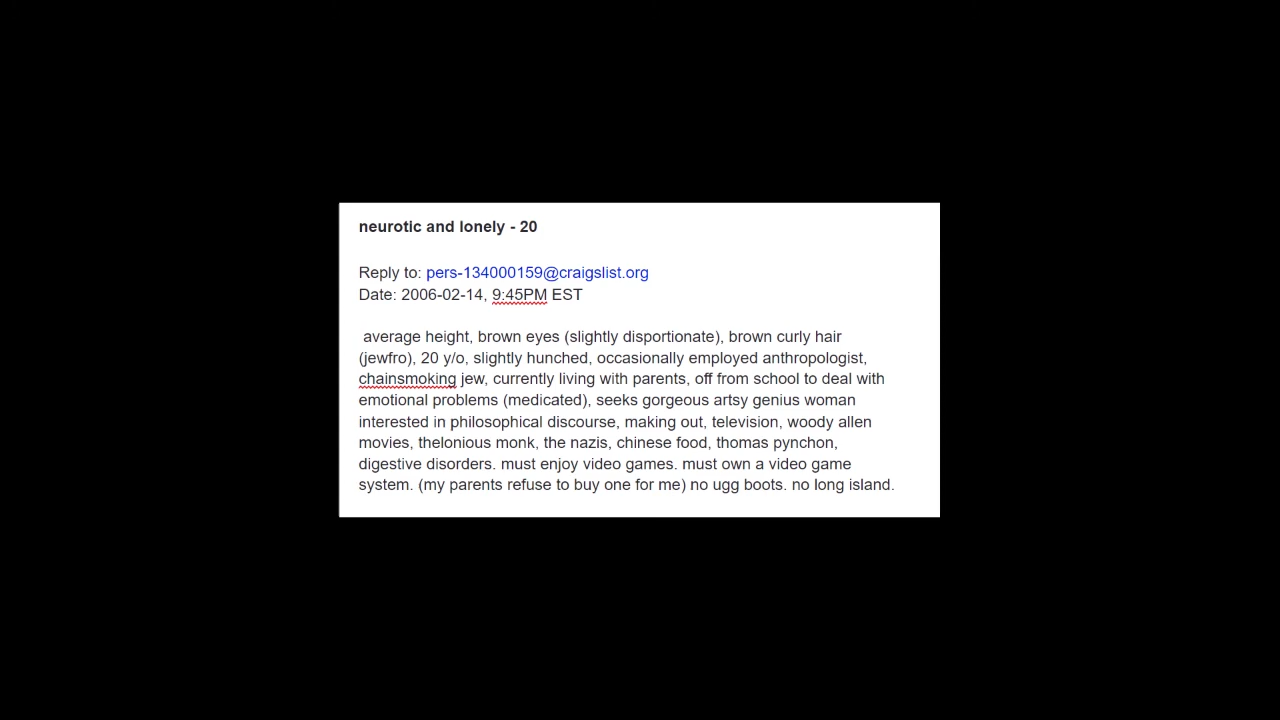 neurotic and lonely - 20
Reply to: pers-134000159@craigslist.org
Date: 2006-02-14, 9:45PM EST
average height, brown eyes (slightly disportionate), brown curly hair
(jewfro), 20 y/o, slightly hunched, occasionally employed anthropologist,
chainsmoking jew, currently living with parents, off from school to deal with
emotional problems (medicated), seeks gorgeous artsy genius woman
interested in philosophical discourse, making out, television, woody allen
movies, thelonious monk, the nazis, chinese food, thomas pynchon,
digestive disorders. must enjoy video games. must own a video game
system. (my parents refuse to buy one for me) no ugg boots. no long island.